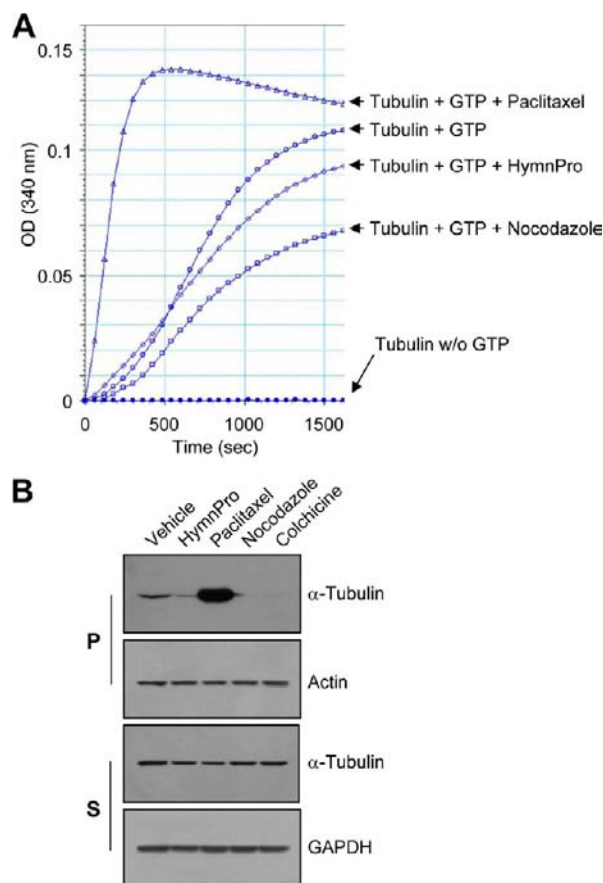 A
OD (340 nm)
0.15
0.1
0.05
0
0
500
1000
1500
Time (sec)
Tubulin + GTP + Paclitaxel
Tubulin + GTP
Tubulin + GTP + HymnPro
Tubulin + GTP + Nocodazole
Tubulin w/o GTP
B
Vehicle
HymnPro
Paclitaxel
Nocodazole
Colchicine
P
α-Tubulin
Actin
S
α-Tubulin
GAPDH